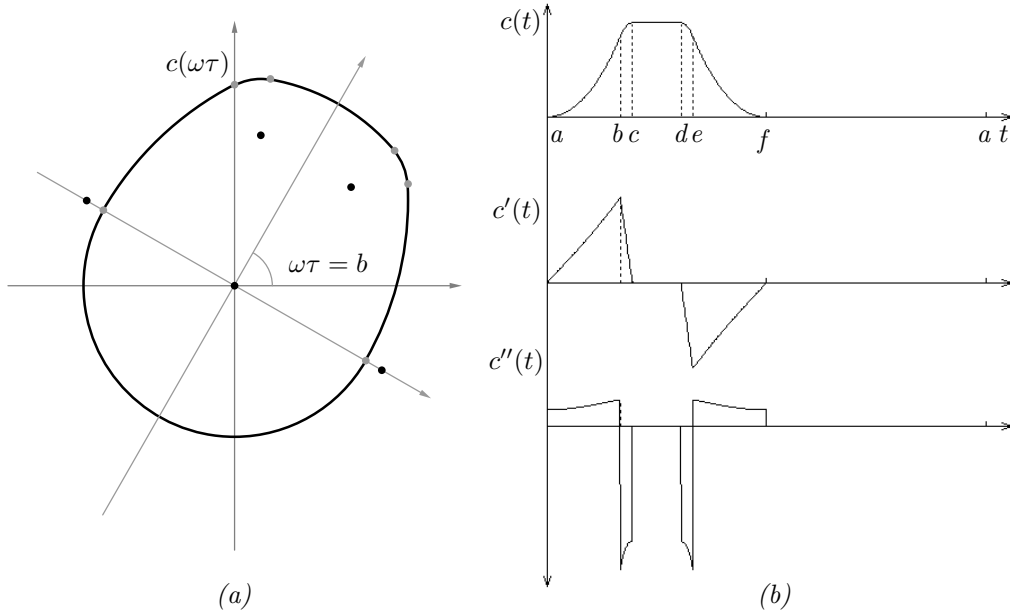 c(ωτ)
ωτ = b
(a)
c(t)
a b c d e f a t
c′(t)
c′′(t)
(b)